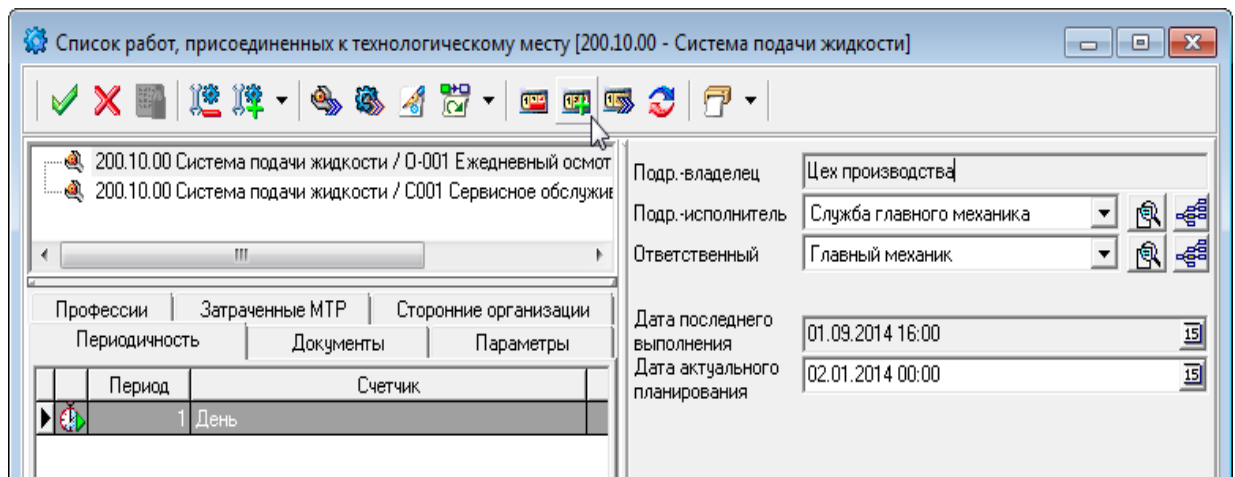 Список работ, присоединенных к технологическому месту [200.10.00 - Система подачи жидкости]
200.10.00 Система подачи жидкости / О-001 Ежедневный осмот
200.10.00 Система подачи жидкости / С001 Сервисное обслужив
Подр.-владелец Цех производства
Подр.-исполнитель Служба главного механика
Ответственный Главный механик
Дата последнего
выполнения 01.09.2014 16:00 15
Дата актуального
планирования 02.01.2014 00:00 15
Профессии Затраченные МТР Сторонние организации
Периодичность Документы Параметры
Период Счетчик
1 День